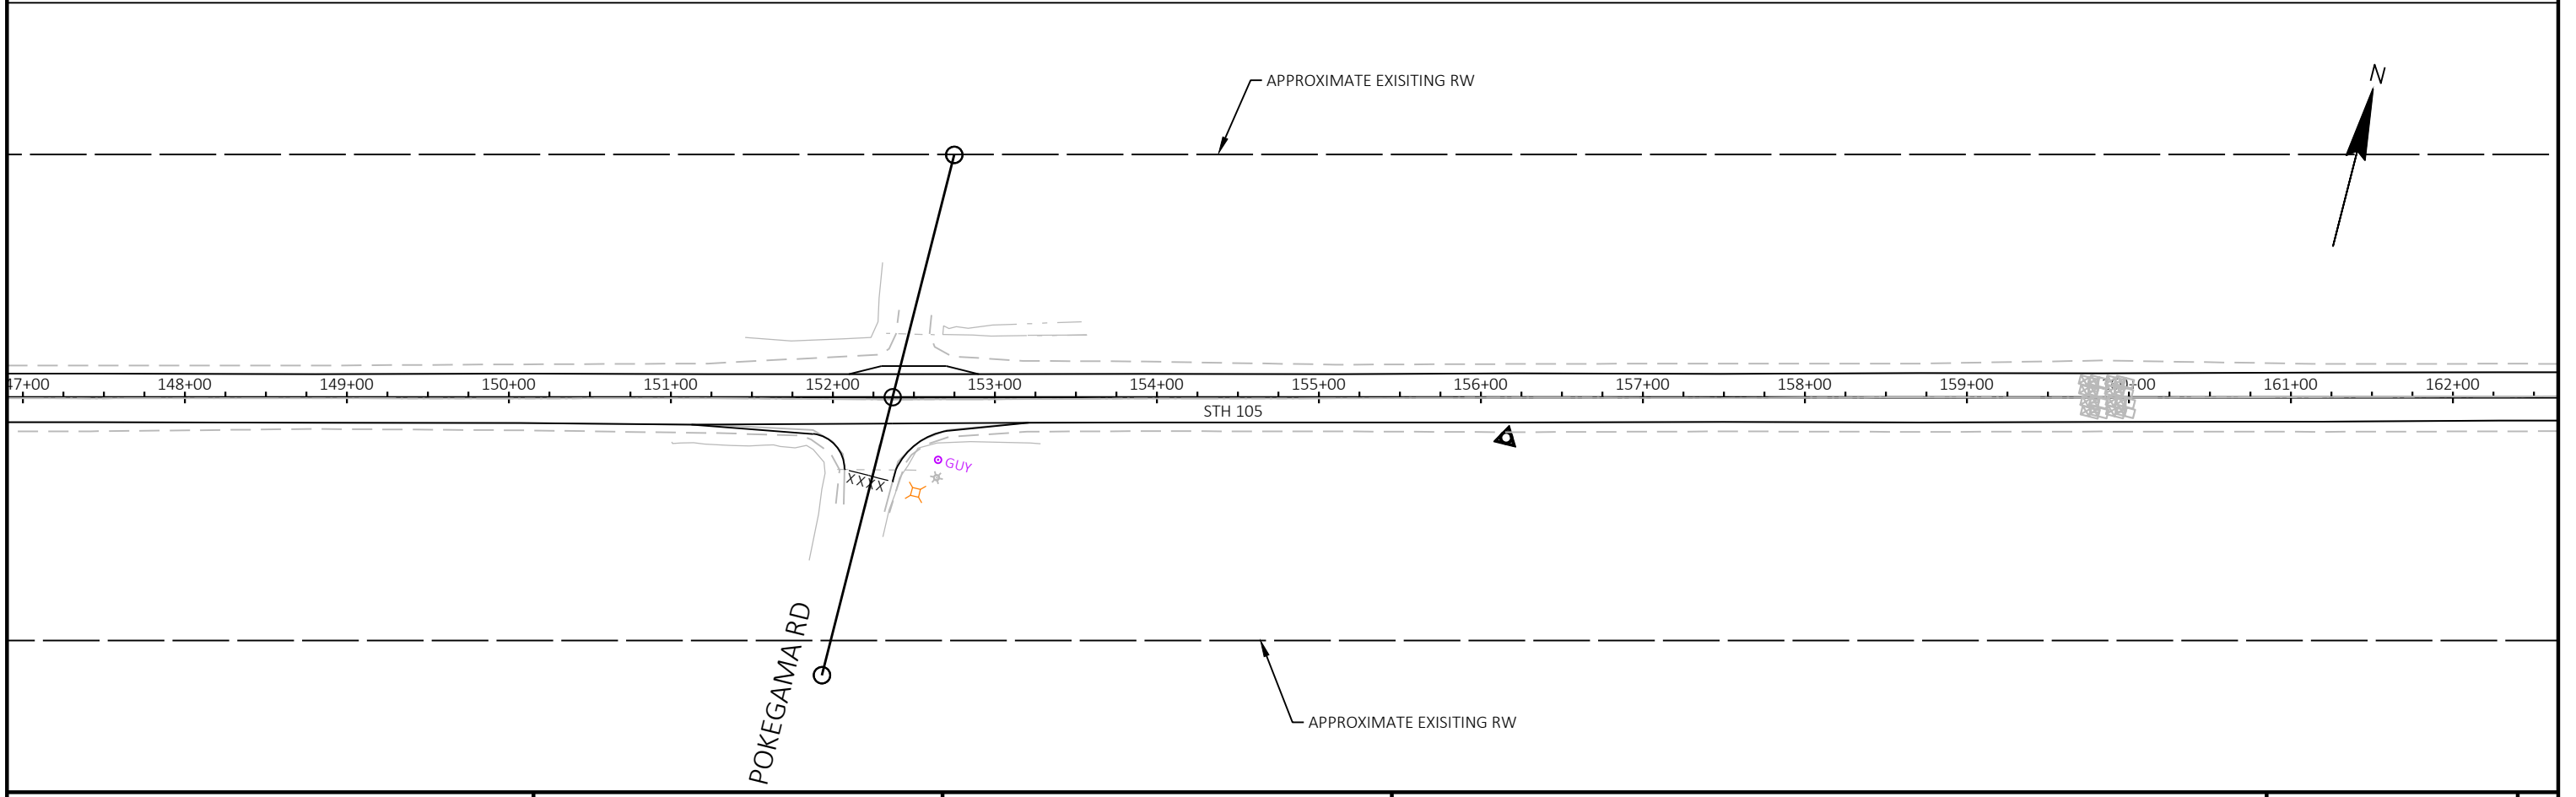 APPROXIMATE EXISITING RW
N
47+00 148+00 149+00 150+00 151+00 152+00 153+00 154+00 155+00 156+00 157+00 158+00 159+00 +00 161+00 162+00
STH 105
GUY
XXXX
POKEGAMA RD
APPROXIMATE EXISITING RW